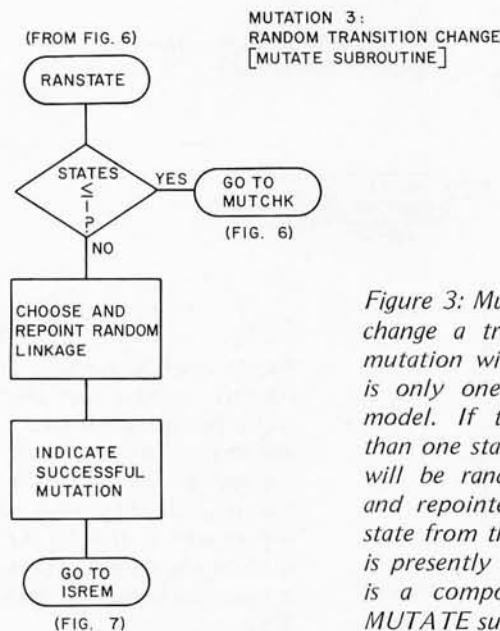 MUTATION 3:
RANDOM TRANSITION CHANGE
[MUTATE SUBROUTINE]
(FROM FIG. 6)
RANSTATE
STATES
≤
1
?
YES
GO TO
MUTCHK
(FIG. 6)
NO
CHOOSE AND
REPOINT RANDOM
LINKAGE
INDICATE
SUCCESSFUL
MUTATION
GO TO
ISREM
(FIG. 7)
Figure 3: Mu
change a tr
mutation wi
is only one
model. If t
than one sta
will be rand
and repointe
state from th
is presently
is a compo
MUTATE su